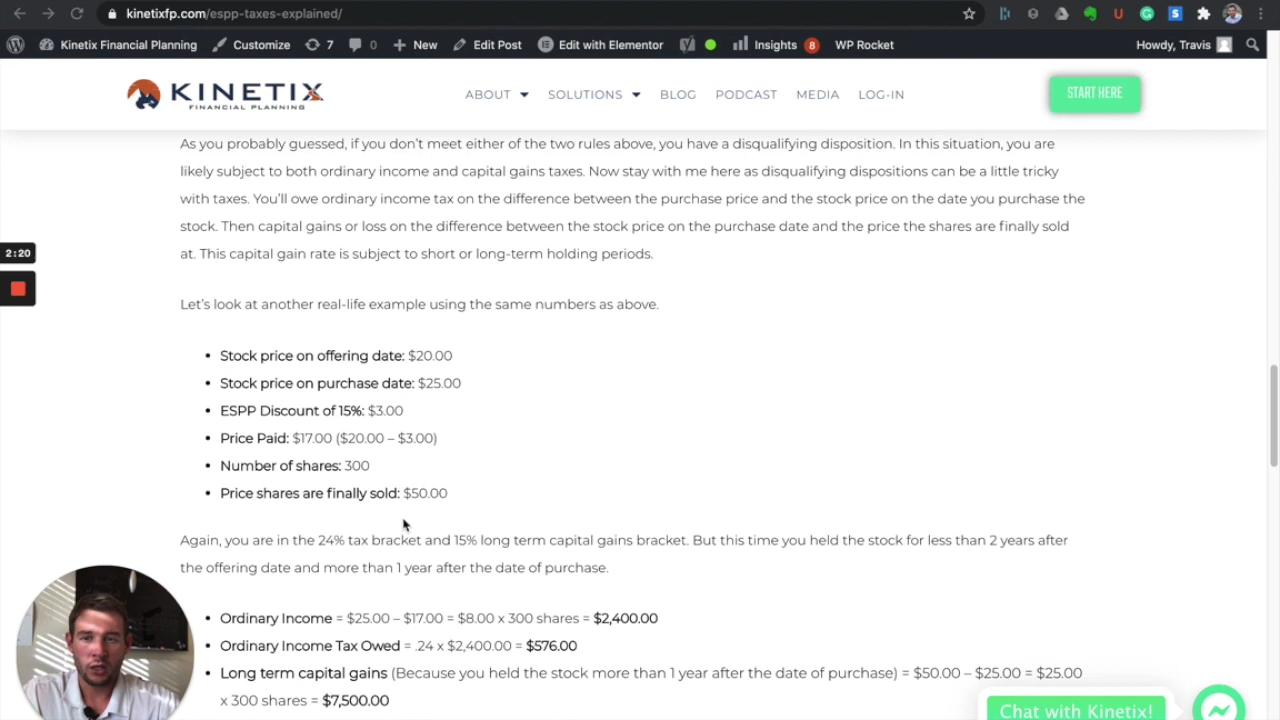 kinetixfp.com/espp-taxes-explained/
Kinetix Financial Planning Customize 7 0 New Edit Post Edit with Elementor Insights 8 WP Rocket Howdy, Travis
KINETIX
FINANCIAL PLANNING
ABOUT SOLUTIONS BLOG PODCAST MEDIA LOG-IN
START HERE
As you probably guessed, if you don't meet either of the two rules above, you have a disqualifying disposition. In this situation, you are
likely subject to both ordinary income and capital gains taxes. Now stay with me here as disqualifying dispositions can be a little tricky
with taxes. You'll owe ordinary income tax on the difference between the purchase price and the stock price on the date you purchase the
stock. Then capital gains or loss on the difference between the stock price on the purchase date and the price the shares are finally sold
at. This capital gain rate is subject to short or long-term holding periods.
2:20
Let's look at another real-life example using the same numbers as above.
• Stock price on offering date: $20.00
• Stock price on purchase date: $25.00
• ESPP Discount of 15%: $3.00
• Price Paid: $17.00 ($20.00 – $3.00)
• Number of shares: 300
• Price shares are finally sold: $50.00
Again, you are in the 24% tax bracket and 15% long term capital gains bracket. But this time you held the stock for less than 2 years after
the offering date and more than 1 year after the date of purchase.
• Ordinary Income = $25.00 – $17.00 = $8.00 x 300 shares = $2,400.00
• Ordinary Income Tax Owed = .24 x $2,400.00 = $576.00
• Long term capital gains (Because you held the stock more than 1 year after the date of purchase) = $50.00 – $25.00 = $25.00
x 300 shares = $7,500.00
Chat with Kinetix!